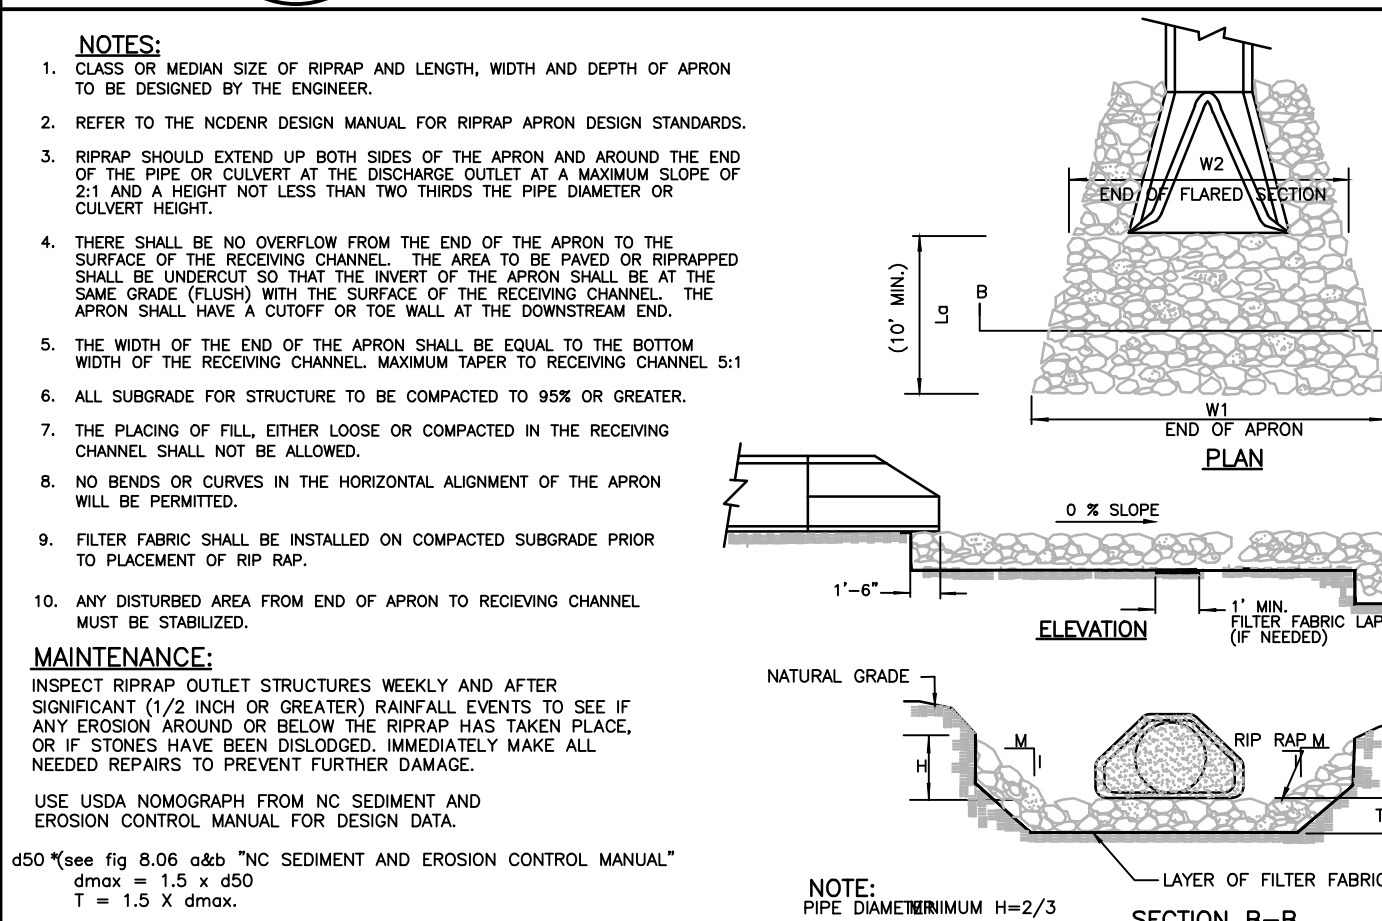 NOTES:
1. CLASS OR MEDIAN SIZE OF RIPRAP AND LENGTH, WIDTH AND DEPTH OF APRON
TO BE DESIGNED BY THE ENGINEER.
2. REFER TO THE NCDENR DESIGN MANUAL FOR RIPRAP APRON DESIGN STANDARDS.
3. RIPRAP SHOULD EXTEND UP BOTH SIDES OF THE APRON AND AROUND THE END
OF THE PIPE OR CULVERT AT THE DISCHARGE OUTLET AT A MAXIMUM SLOPE OF
2:1 AND A HEIGHT NOT LESS THAN TWO THIRDS THE PIPE DIAMETER OR
CULVERT HEIGHT.
4. THERE SHALL BE NO OVERFLOW FROM THE END OF THE APRON TO THE
SURFACE OF THE RECEIVING CHANNEL. THE AREA TO BE PAVED OR RIPRAPPED
SHALL BE UNDERCUT SO THAT THE INVERT OF THE APRON SHALL BE AT THE
SAME GRADE (FLUSH) WITH THE SURFACE OF THE RECEIVING CHANNEL. THE
APRON SHALL HAVE A CUTOFF OR TOE WALL AT THE DOWNSTREAM END.
5. THE WIDTH OF THE END OF THE APRON SHALL BE EQUAL TO THE BOTTOM
WIDTH OF THE RECEIVING CHANNEL. MAXIMUM TAPER TO RECEIVING CHANNEL 5:1
6. ALL SUBGRADE FOR STRUCTURE TO BE COMPACTED TO 95% OR GREATER.
7. THE PLACING OF FILL, EITHER LOOSE OR COMPACTED IN THE RECEIVING
CHANNEL SHALL NOT BE ALLOWED.
8. NO BENDS OR CURVES IN THE HORIZONTAL ALIGNMENT OF THE APRON
WILL BE PERMITTED.
9. FILTER FABRIC SHALL BE INSTALLED ON COMPACTED SUBGRADE PRIOR
TO PLACEMENT OF RIP RAP.
10. ANY DISTURBED AREA FROM END OF APRON TO RECIEVING CHANNEL
MUST BE STABILIZED.
MAINTENANCE:
INSPECT RIPRAP OUTLET STRUCTURES WEEKLY AND AFTER
SIGNIFICANT (1/2 INCH OR GREATER) RAINFALL EVENTS TO SEE IF
ANY EROSION AROUND OR BELOW THE RIPRAP HAS TAKEN PLACE,
OR IF STONES HAVE BEEN DISLODGED. IMMEDIATELY MAKE ALL
NEEDED REPAIRS TO PREVENT FURTHER DAMAGE.
USE USDA NOMOGRAPH FROM NC SEDIMENT AND
EROSION CONTROL MANUAL FOR DESIGN DATA.
d50 *(see fig 8.06 a&b "NC SEDIMENT AND EROSION CONTROL MANUAL"
dmax = 1.5 x d50
T = 1.5 X dmax.
W2
END OF FLARED SECTION
(10' MIN.)
La
B
W1
END OF APRON
PLAN
0 % SLOPE
1'-6"
1' MIN.
FILTER FABRIC LAP
(IF NEEDED)
ELEVATION
NATURAL GRADE
M
RIP RAP M
1
H
T
LAYER OF FILTER FABRIC
NOTE:
PIPE DIAMETER
MINIMUM H=2/3
SECTION B-B